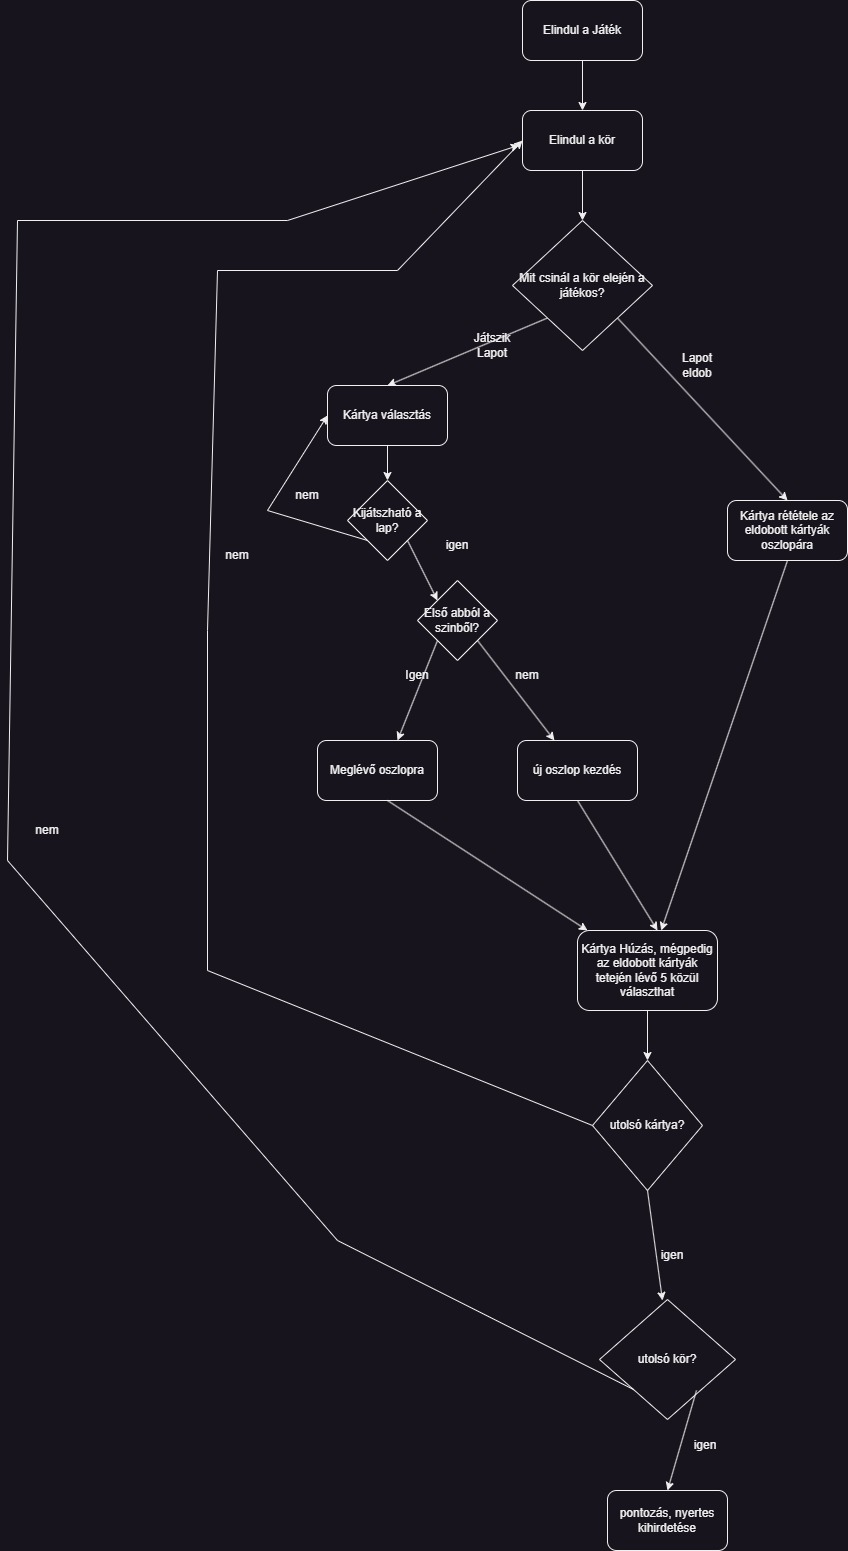 Elindul a Játék
Elindul a kör
Mit csinál a kör elején a
játékos?
Játszik
Lapot
Lapot
eldob
Kártya választás
nem
Kijátszható a
lap?
igen
Kártya rététele az
eldobott kártyák
oszlopára
nem
Első abból a
szinből?
Igen
nem
Meglévő oszlopra
új oszlop kezdés
nem
Kártya Húzás, mégpedig
az eldobott kártyák
tetején lévő 5 közül
választhat
utolsó kártya?
igen
utolsó kör?
igen
pontozás, nyertes
kihirdetése